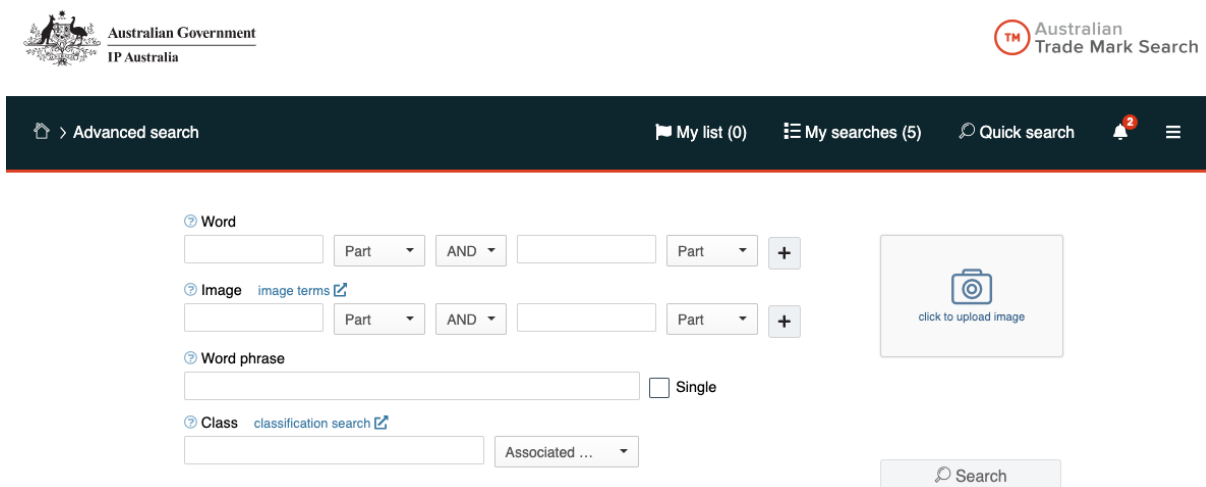 Australian Government
IP Australia
TM
Australian
Trade Mark Search
> Advanced search
My list (0)
My searches (5)
Quick search
2
? Word
Part
AND
Part
+
? Image image terms
Part
AND
Part
+
click to upload image
? Word phrase
Single
? Class classification search
Associated ...
Search